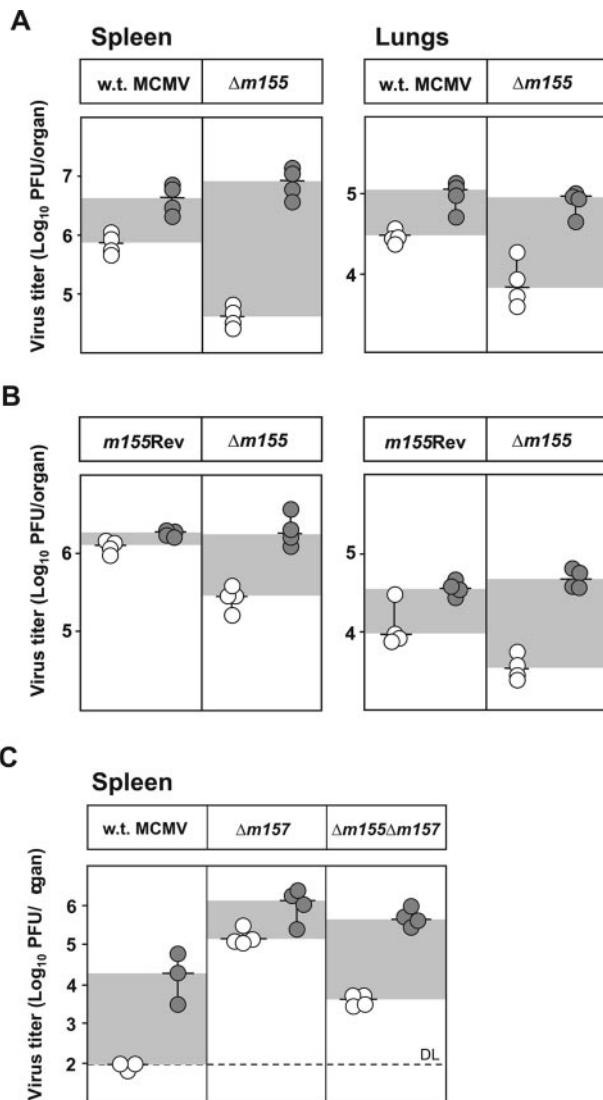 A
Spleen
Lungs
w.t. MCMV
Δm155
w.t. MCMV
Δm155
Virus titer (Log10 PFU/organ)
7
6
5
5
4
B
m155Rev
Δm155
m155Rev
Δm155
Virus titer (Log10 PFU/organ)
6
5
5
4
C
Spleen
w.t. MCMV
Δm157
Δm155Δm157
Virus titer (Log10 PFU/ organ)
6
5
4
3
2
DL